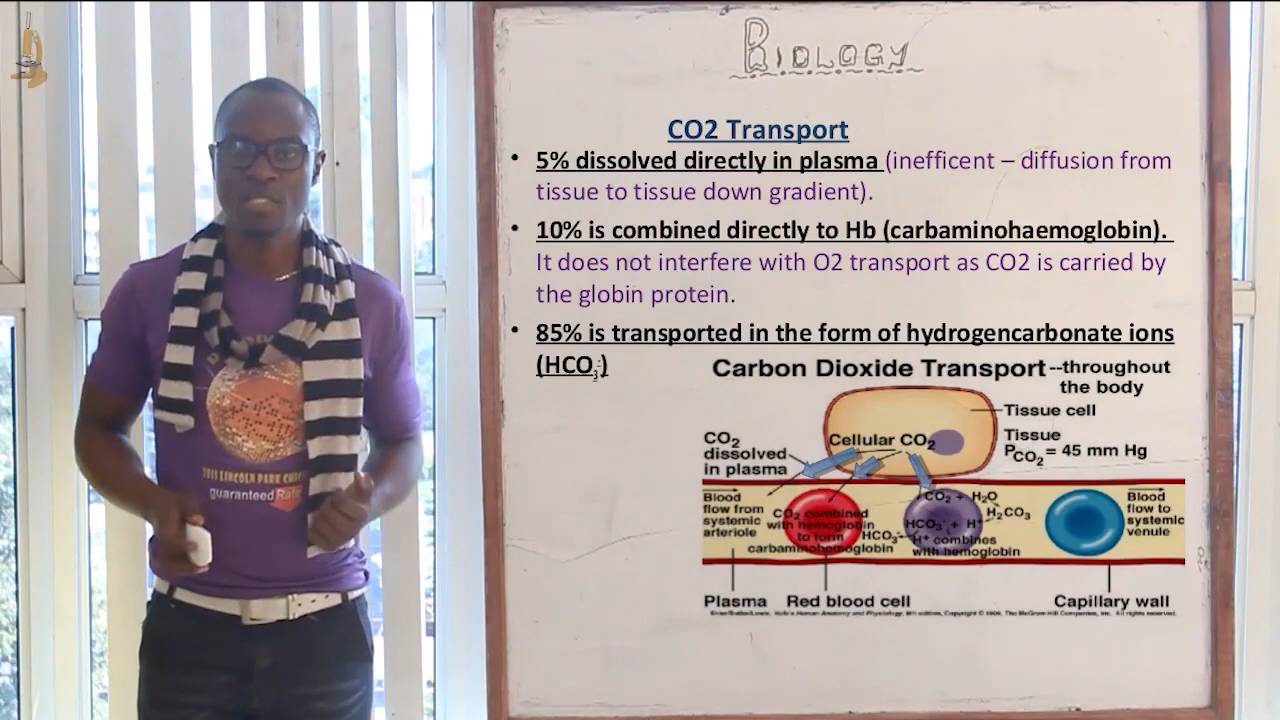 BIOLOGY
CO2 Transport
• 5% dissolved directly in plasma (inefficent – diffusion from
tissue to tissue down gradient).
• 10% is combined directly to Hb (carbaminohaemoglobin).
It does not interfere with O2 transport as CO2 is carried by
the globin protein.
• 85% is transported in the form of hydrogencarbonate ions
(HCO₃⁻)
Carbon Dioxide Transport--throughout
the body
Tissue cell
Cellular CO₂
Tissue
PCO₂ = 45 mm Hg
CO₂
dissolved
in plasma
Blood
flow from
systemic
arteriole
CO₂ combined
with hemoglobin
to form
carbaminohemoglobin
CO₂ + H₂O
H₂CO₃
HCO₃⁻ + H⁺
HCO₃⁻
H⁺ combines
with hemoglobin
Blood
flow to
systemic
venule
Plasma
Red blood cell
Capillary wall
2011 LINCOLN PARK CHIEF
guaneranteed